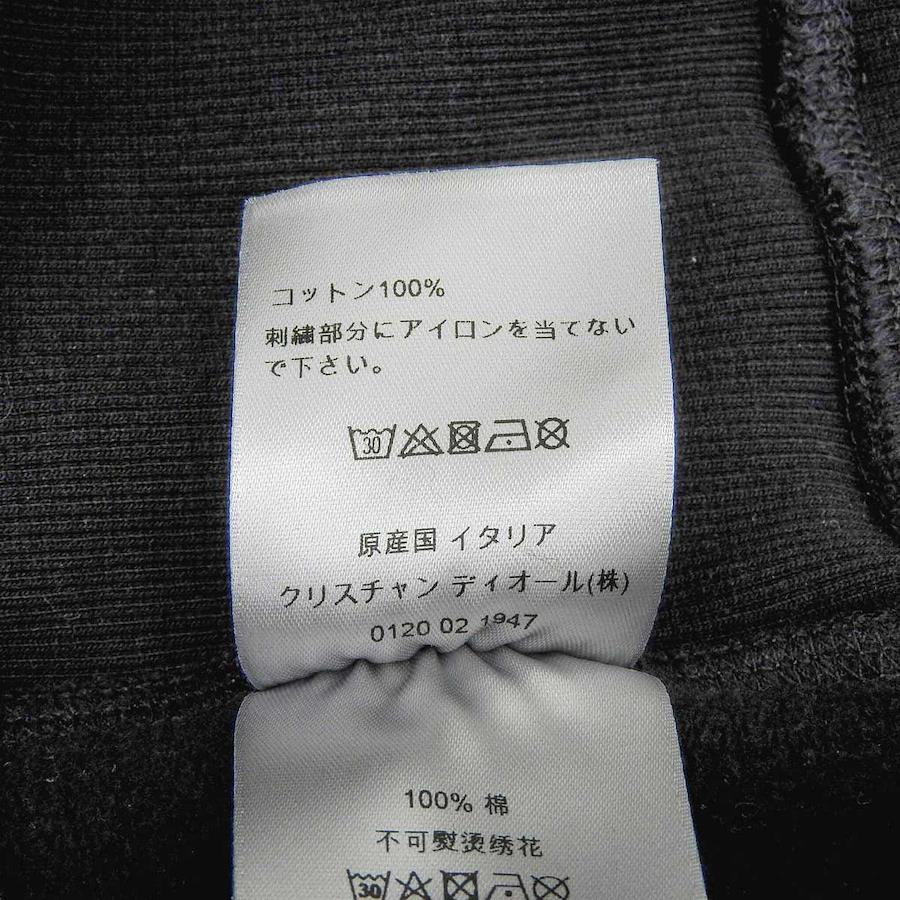 コットン100%
刺繍部分にアイロンを当てない
で下さい。
30
原産国 イタリア
クリスチャン ディオール(株)
0120 02 1947
100% 棉
不可熨烫绣花
30